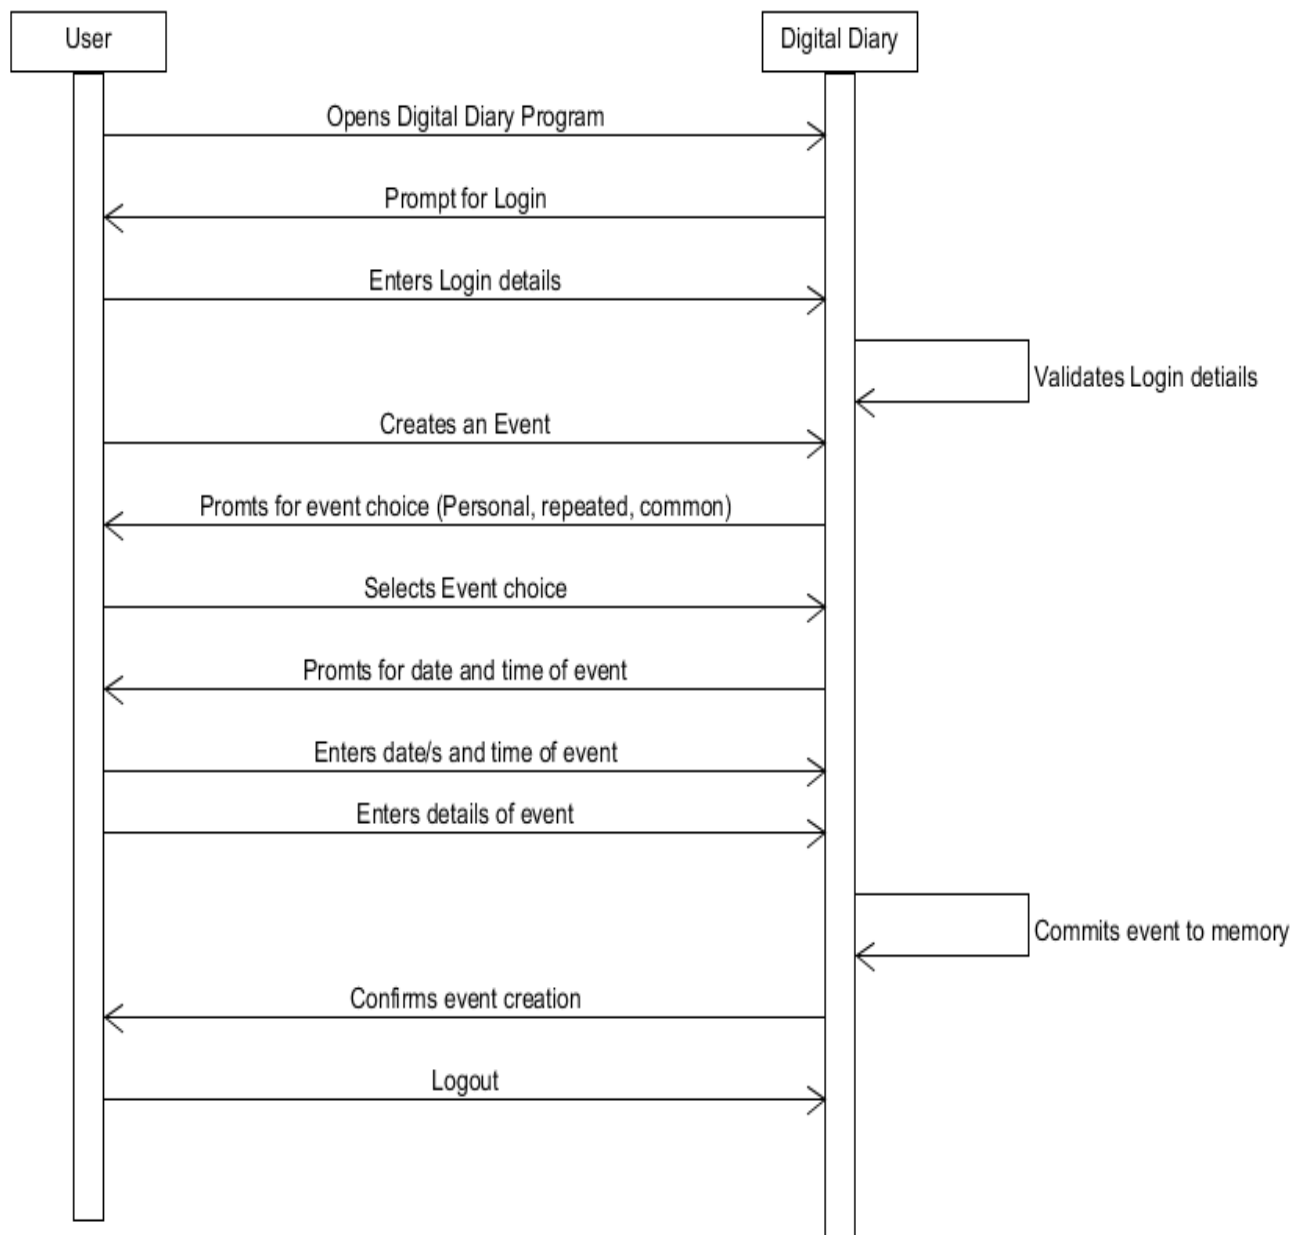 User
Digital Diary
Opens Digital Diary Program
Prompt for Login
Enters Login details
Validates Login detiails
Creates an Event
Promts for event choice (Personal, repeated, common)
Selects Event choice
Promts for date and time of event
Enters date/s and time of event
Enters details of event
Commits event to memory
Confirms event creation
Logout